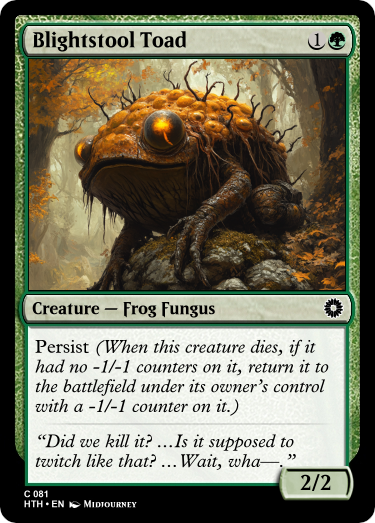 Blightstool Toad 1
Creature — Frog Fungus
Persist (When this creature dies, if it
had no -1/-1 counters on it, return it to
the battlefield under its owner's control
with a -1/-1 counter on it.)
“Did we kill it? …Is it supposed to
twitch like that? …Wait, wha—.”
2/2
C 081
HTH • EN Midjourney